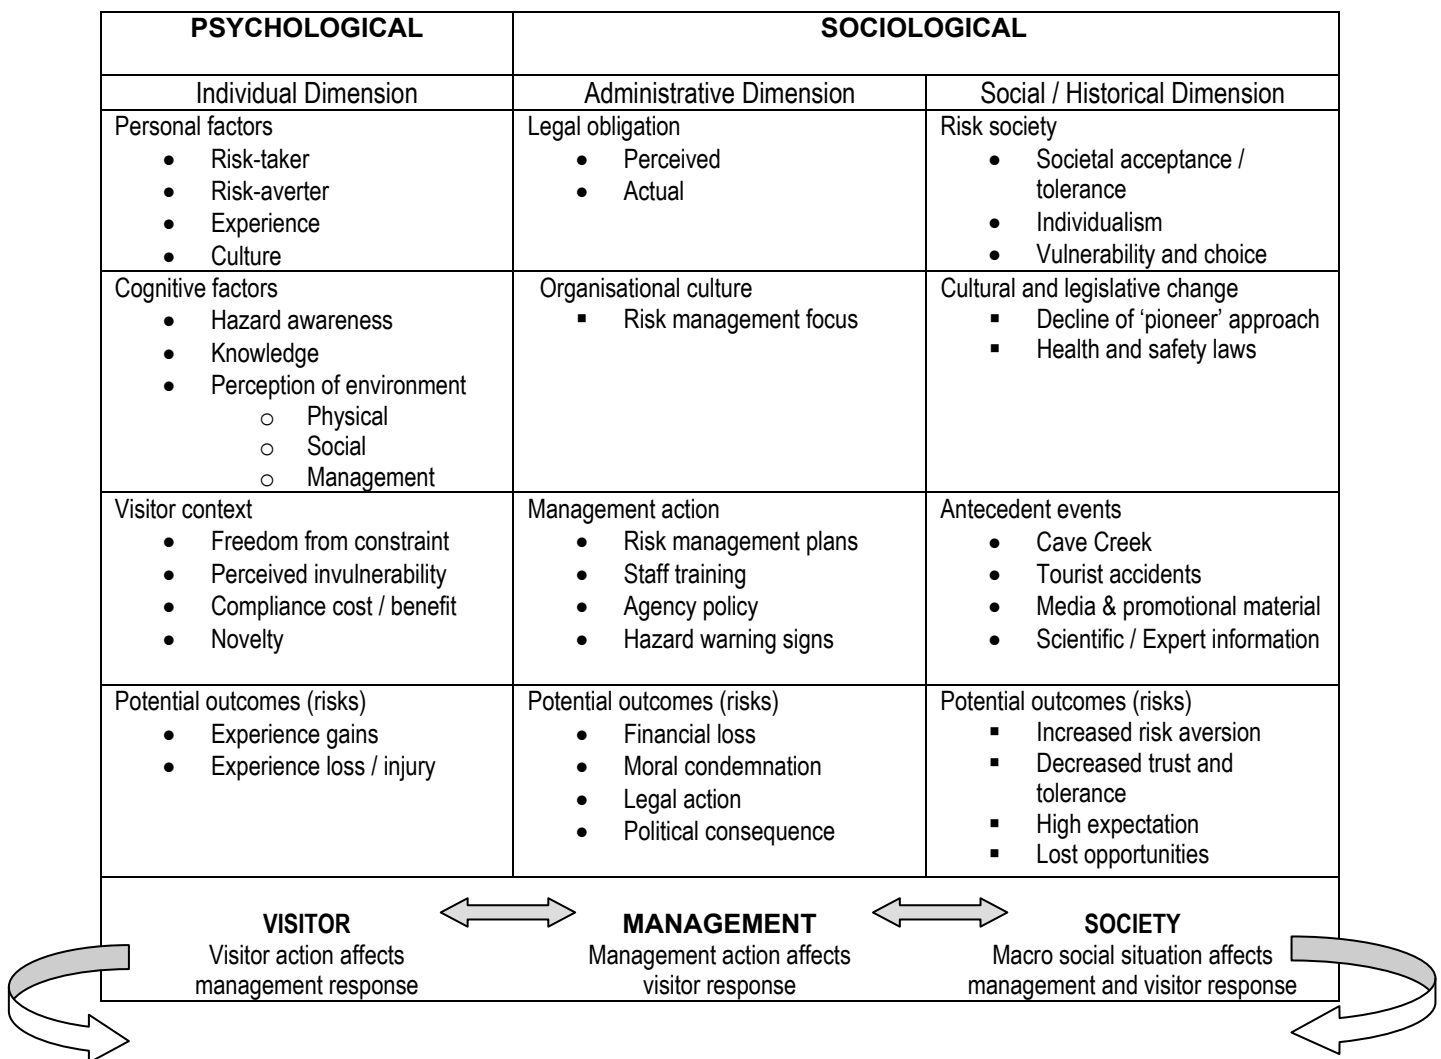 PSYCHOLOGICAL
SOCIOLOGICAL
Individual Dimension
Administrative Dimension
Social / Historical Dimension
Personal factors
• Risk-taker
• Risk-averter
• Experience
• Culture
Legal obligation
• Perceived
• Actual
Risk society
• Societal acceptance /
tolerance
• Individualism
• Vulnerability and choice
Cognitive factors
• Hazard awareness
• Knowledge
• Perception of environment
o Physical
o Social
o Management
Organisational culture
▪ Risk management focus
Cultural and legislative change
▪ Decline of ‘pioneer’ approach
▪ Health and safety laws
Visitor context
• Freedom from constraint
• Perceived invulnerability
• Compliance cost / benefit
• Novelty
Management action
• Risk management plans
• Staff training
• Agency policy
• Hazard warning signs
Antecedent events
• Cave Creek
• Tourist accidents
• Media & promotional material
• Scientific / Expert information
Potential outcomes (risks)
• Experience gains
• Experience loss / injury
Potential outcomes (risks)
• Financial loss
• Moral condemnation
• Legal action
• Political consequence
Potential outcomes (risks)
▪ Increased risk aversion
▪ Decreased trust and
tolerance
▪ High expectation
▪ Lost opportunities
VISITOR
Visitor action affects
management response
MANAGEMENT
Management action affects
visitor response
SOCIETY
Macro social situation affects
management and visitor response